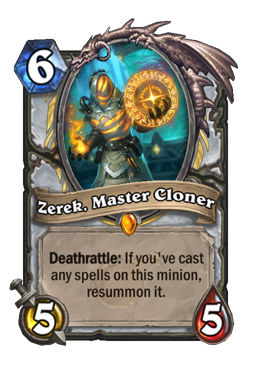 6
Zerek, Master Cloner
Deathrattle: If you've cast
any spells on this minion,
resummon it.
5 5